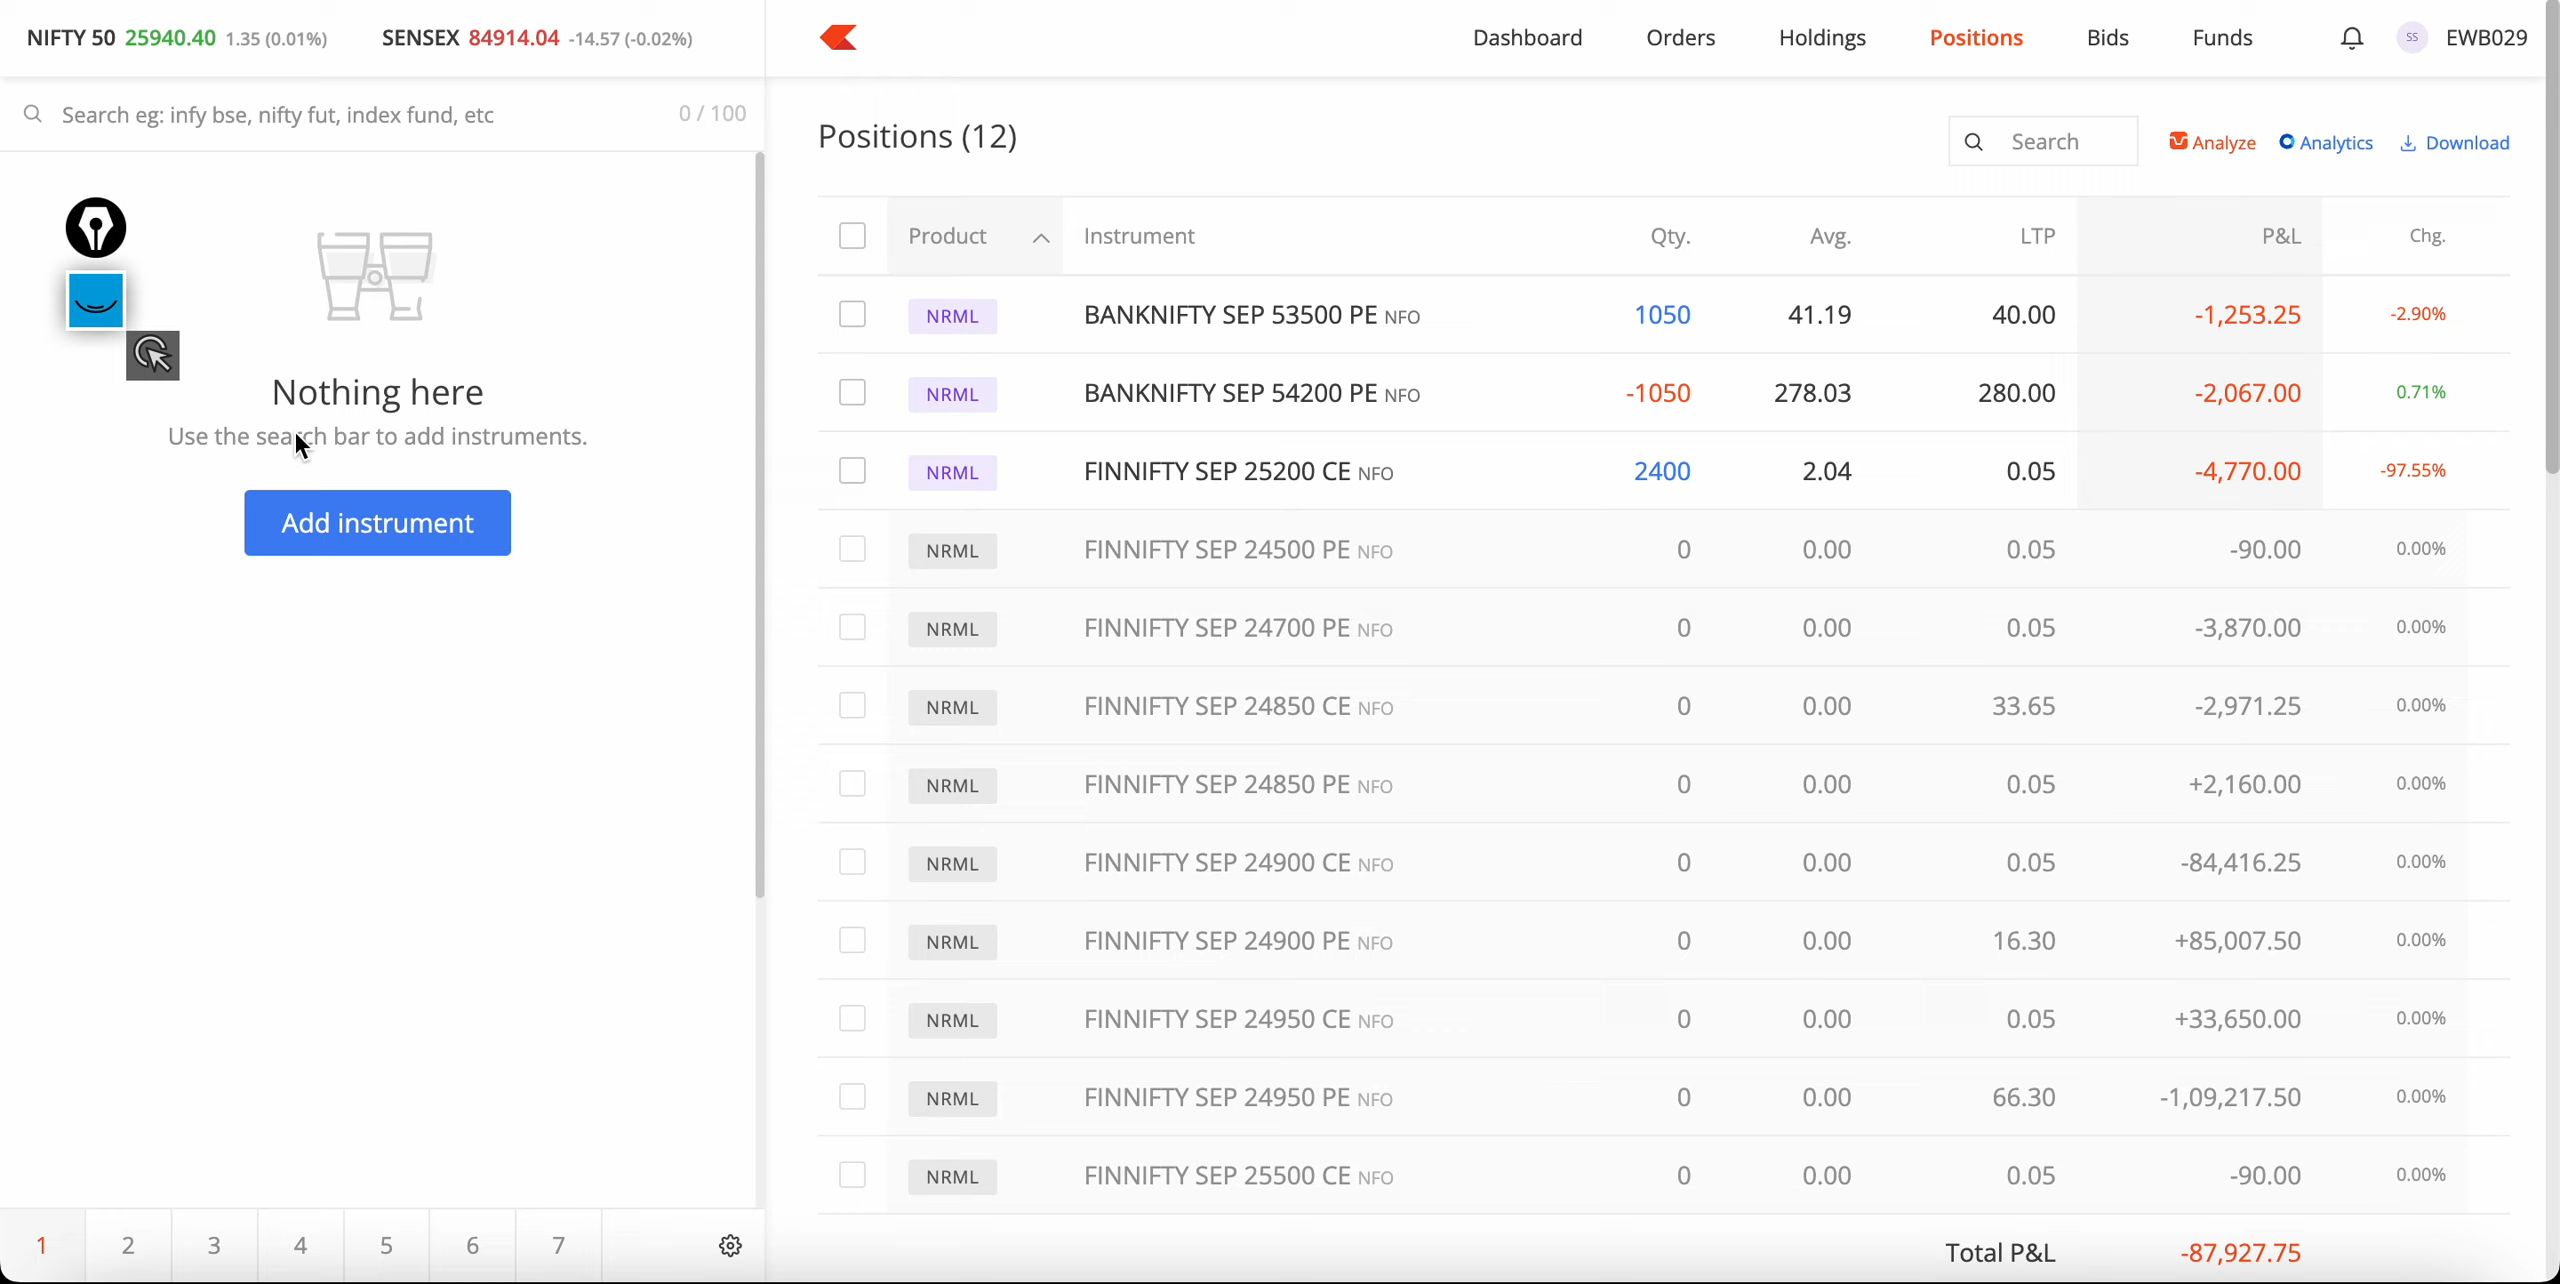 NIFTY 50 25940.40 1.35 (0.01%) SENSEX 84914.04 -14.57 (-0.02%)
Dashboard Orders Holdings Positions Bids Funds SS EWB029
Search eg: infy bse, nifty fut, index fund, etc 0 / 100
Nothing here
Use the search bar to add instruments.
Add instrument
1 2 3 4 5 6 7
Positions (12) Search Analyze Analytics Download
Product Instrument Qty. Avg. LTP P&L Chg.
NRML BANKNIFTY SEP 53500 PE NFO 1050 41.19 40.00 -1,253.25 -2.90%
NRML BANKNIFTY SEP 54200 PE NFO -1050 278.03 280.00 -2,067.00 0.71%
NRML FINNIFTY SEP 25200 CE NFO 2400 2.04 0.05 -4,770.00 -97.55%
NRML FINNIFTY SEP 24500 PE NFO 0 0.00 0.05 -90.00 0.00%
NRML FINNIFTY SEP 24700 PE NFO 0 0.00 0.05 -3,870.00 0.00%
NRML FINNIFTY SEP 24850 CE NFO 0 0.00 33.65 -2,971.25 0.00%
NRML FINNIFTY SEP 24850 PE NFO 0 0.00 0.05 +2,160.00 0.00%
NRML FINNIFTY SEP 24900 CE NFO 0 0.00 0.05 -84,416.25 0.00%
NRML FINNIFTY SEP 24900 PE NFO 0 0.00 16.30 +85,007.50 0.00%
NRML FINNIFTY SEP 24950 CE NFO 0 0.00 0.05 +33,650.00 0.00%
NRML FINNIFTY SEP 24950 PE NFO 0 0.00 66.30 -1,09,217.50 0.00%
NRML FINNIFTY SEP 25500 CE NFO 0 0.00 0.05 -90.00 0.00%
Total P&L -87,927.75